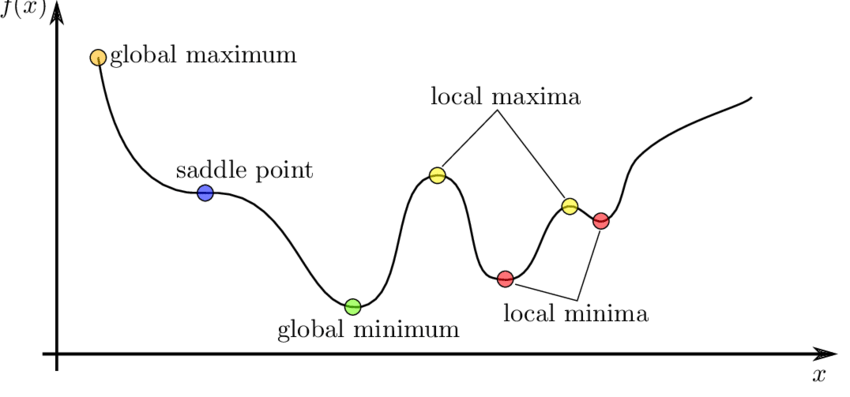 f(x)
global maximum
local maxima
saddle point
local minima
global minimum
x